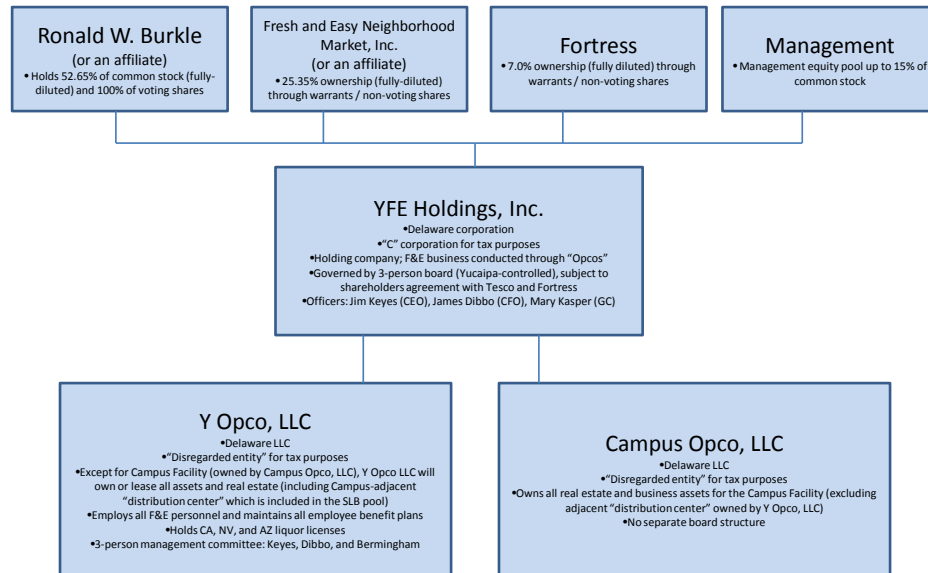 Ronald W. Burkle
(or an affiliate)
•Holds 52.65% of common stock (fully-
diluted) and 100% of voting shares
Fresh and Easy Neighborhood
Market, Inc.
(or an affiliate)
•25.35% ownership (fully-diluted)
through warrants / non-voting shares
Fortress
•7.0% ownership (fully diluted) through
warrants / non-voting shares
Management
•Management equity pool up to 15% of
common stock
YFE Holdings, Inc.
•Delaware corporation
•"C" corporation for tax purposes
•Holding company; F&E business conducted through "Opcos"
•Governed by 3-person board (Yucaipa-controlled), subject to
shareholders agreement with Tesco and Fortress
•Officers: Jim Keyes (CEO), James Dibbo (CFO), Mary Kasper (GC)
Y Opco, LLC
•Delaware LLC
•"Disregarded entity" for tax purposes
•Except for Campus Facility (owned by Campus Opco, LLC), Y Opco LLC will
own or lease all assets and real estate (including Campus-adjacent
"distribution center" which is included in the SLB pool)
•Employs all F&E personnel and maintains all employee benefit plans
•Holds CA, NV, and AZ liquor licenses
•3-person management committee: Keyes, Dibbo, and Bermingham
Campus Opco, LLC
•Delaware LLC
•"Disregarded entity" for tax purposes
•Owns all real estate and business assets for the Campus Facility (excluding
adjacent "distribution center" owned by Y Opco, LLC)
•No separate board structure